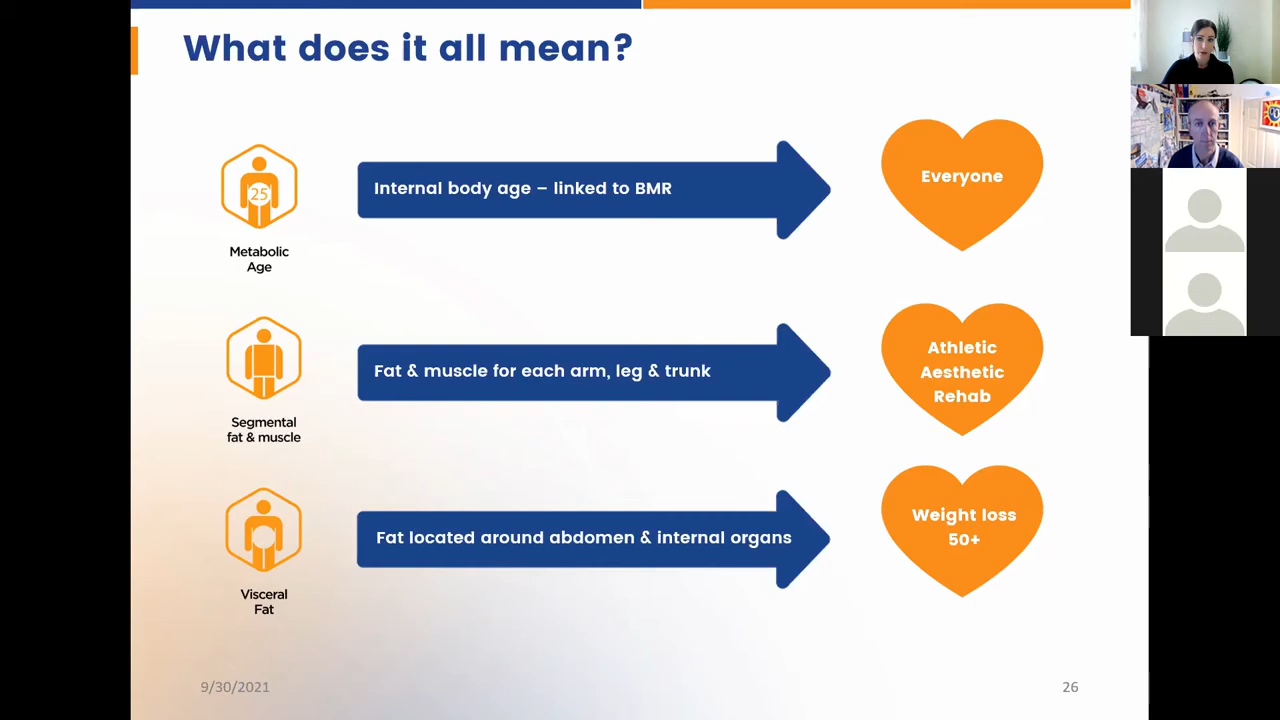 What does it all mean?
25
Metabolic
Age
Internal body age – linked to BMR
Everyone
Segmental
fat & muscle
Fat & muscle for each arm, leg & trunk
Athletic
Aesthetic
Rehab
Visceral
Fat
Fat located around abdomen & internal organs
Weight loss
50+
9/30/2021
26